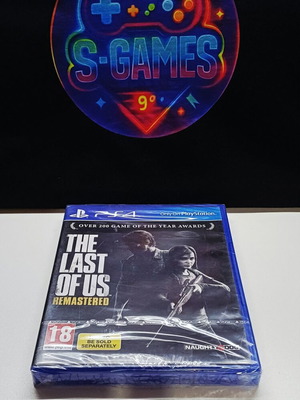 S-GAMES
9°
PS4
Only On PlayStation
OVER 200 GAME OF THE YEAR AWARDS
THE
LAST
OF US
REMASTERED
18
BE SOLD
SEPARATELY
NAUGHTY DOG